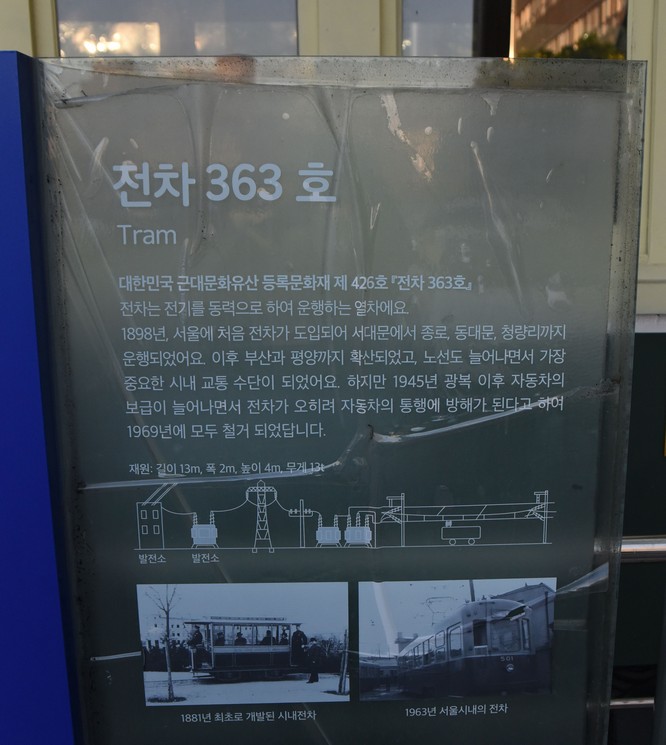 전차 363 호
Tram
대한민국 근대문화유산 등록문화재 제 426호 『전차 363호』
전차는 전기를 동력으로 하여 운행하는 열차에요.
1898년, 서울에 처음 전차가 도입되어 서대문에서 종로, 동대문, 청량리까지
운행되었어요. 이후 부산과 평양까지 확산되었고, 노선도 늘어나면서 가장
중요한 시내 교통 수단이 되었어요. 하지만 1945년 광복 이후 자동차의
보급이 늘어나면서 전차가 오히려 자동차의 통행에 방해가 된다고 하여
1969년에 모두 철거 되었답니다.
재원: 길이 13m, 폭 2m, 높이 4m, 무게 13t
발전소 발전소
1881년 최초로 개발된 시내전차
1963년 서울시내의 전차